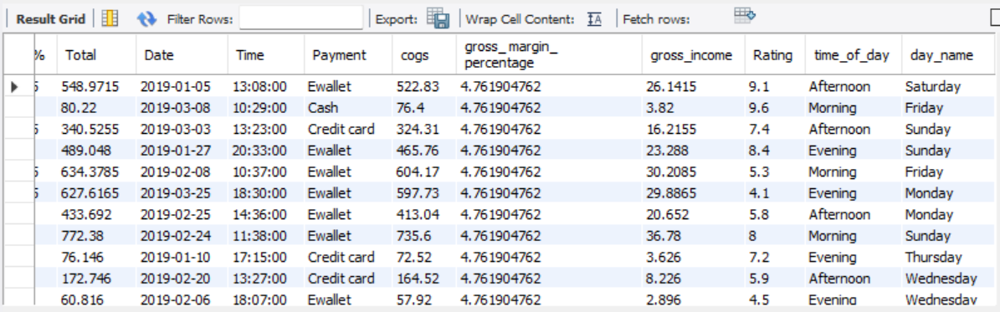 Result Grid Filter Rows: Export: Wrap Cell Content: IA Fetch rows:
% Total Date Time Payment cogs gross_margin_percentage gross_income Rating time_of_day day_name
5 548.9715 2019-01-05 13:08:00 Ewallet 522.83 4.761904762 26.1415 9.1 Afternoon Saturday
80.22 2019-03-08 10:29:00 Cash 76.4 4.761904762 3.82 9.6 Morning Friday
5 340.5255 2019-03-03 13:23:00 Credit card 324.31 4.761904762 16.2155 7.4 Afternoon Sunday
489.048 2019-01-27 20:33:00 Ewallet 465.76 4.761904762 23.288 8.4 Evening Sunday
5 634.3785 2019-02-08 10:37:00 Ewallet 604.17 4.761904762 30.2085 5.3 Morning Friday
5 627.6165 2019-03-25 18:30:00 Ewallet 597.73 4.761904762 29.8865 4.1 Evening Monday
433.692 2019-02-25 14:36:00 Ewallet 413.04 4.761904762 20.652 5.8 Afternoon Monday
772.38 2019-02-24 11:38:00 Ewallet 735.6 4.761904762 36.78 8 Morning Sunday
76.146 2019-01-10 17:15:00 Credit card 72.52 4.761904762 3.626 7.2 Evening Thursday
172.746 2019-02-20 13:27:00 Credit card 164.52 4.761904762 8.226 5.9 Afternoon Wednesday
60.816 2019-02-06 18:07:00 Ewallet 57.92 4.761904762 2.896 4.5 Evening Wednesday